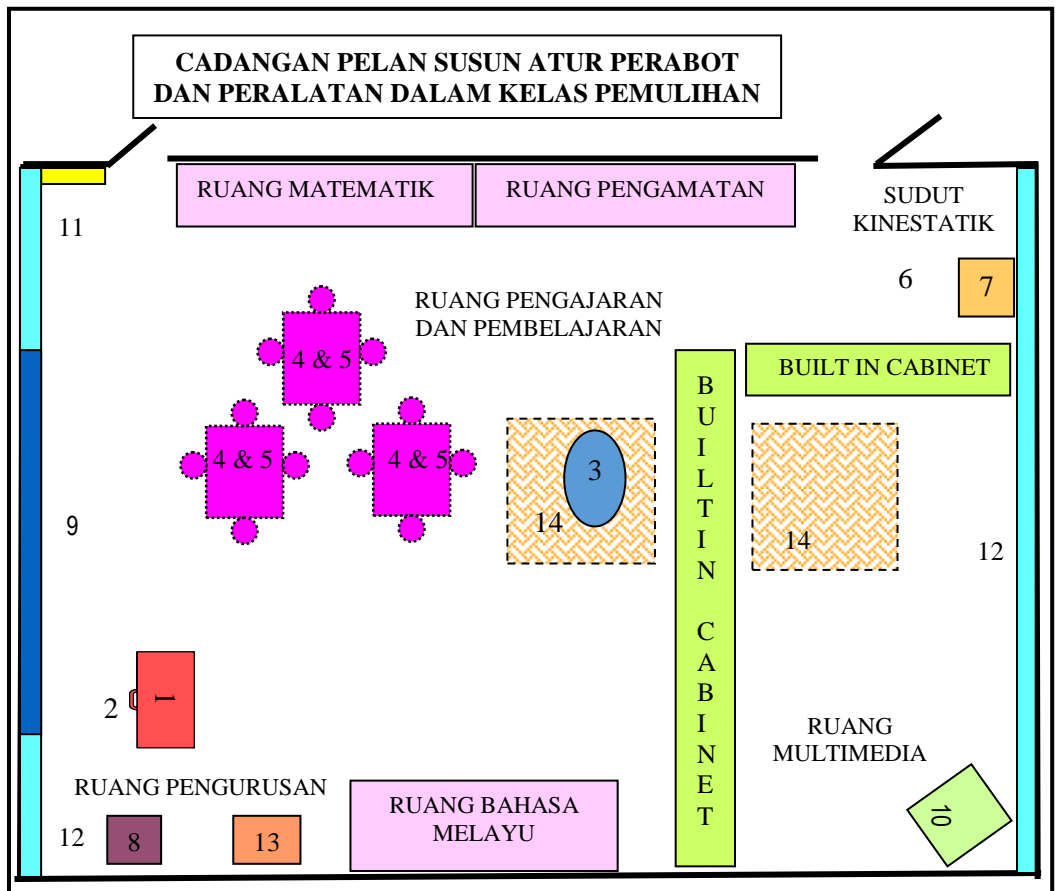 CADANGAN PELAN SUSUN ATUR PERABOT
DAN PERALATAN DALAM KELAS PEMULIHAN
RUANG MATEMATIK
RUANG PENGAMATAN
SUDUT
KINESTATIK
11
6
7
RUANG PENGAJARAN
DAN PEMBELAJARAN
4 & 5
BUILT IN CABINET
4 & 5
4 & 5
3
14
14
9
12
BUILTIN CABINET
1
2
RUANG
MULTIMEDIA
RUANG PENGURUSAN
RUANG BAHASA
MELAYU
10
12
8
13